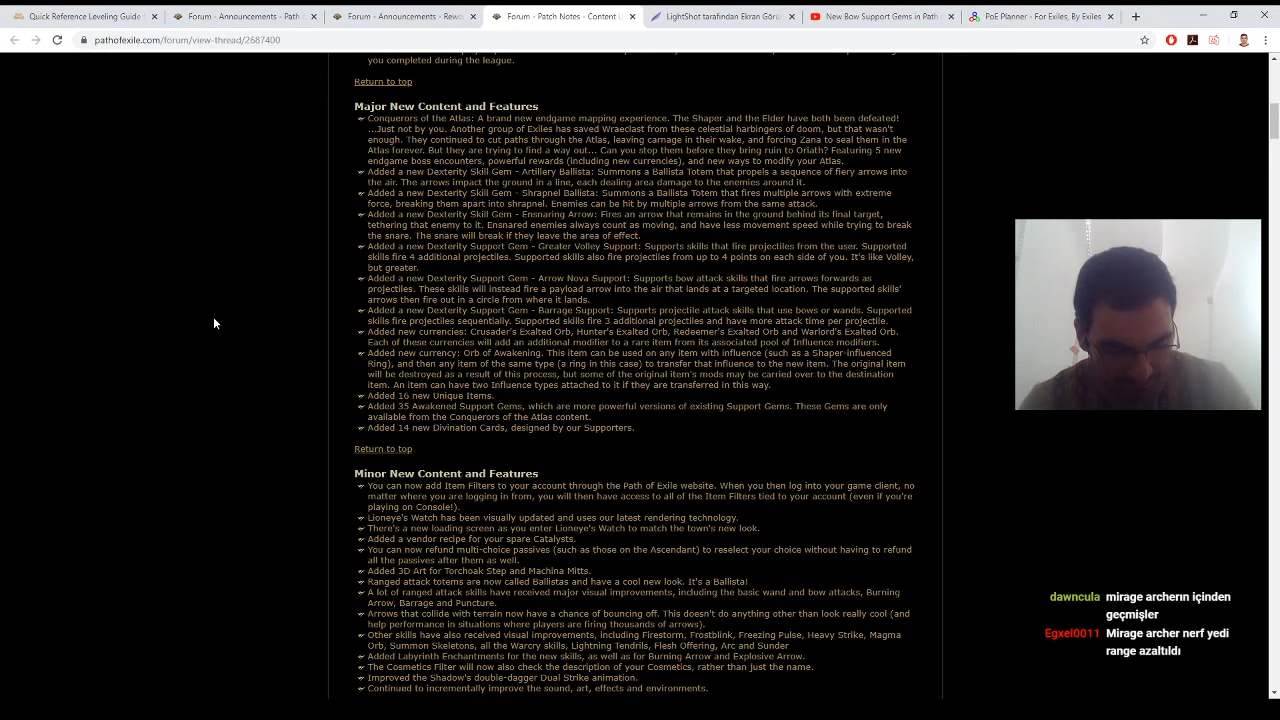 Quick Reference Leveling Guide
Forum - Announcements - Path
Forum - Announcements - Rewo
Forum - Patch Notes - Content U
LightShot tarafından Ekran Görün
New Bow Support Gems in Path
PoE Planner - For Exiles, By Exiles
pathofexile.com/forum/view-thread/2687400
you completed during the league.
Return to top
Major New Content and Features
Conquerors of the Atlas: A brand new endgame mapping experience. The Shaper and the Elder have both been defeated!
...Just not by you. Another group of Exiles has saved Wraeclast from these celestial harbingers of doom, but that wasn't
enough. They continued to cut paths through the Atlas, leaving carnage in their wake, and forcing Zana to seal them in the
Atlas forever. But they are trying to find a way out... Can you stop them before they bring ruin to Oriath? Featuring 5 new
endgame boss encounters, powerful rewards (including new currencies), and new ways to modify your Atlas.
Added a new Dexterity Skill Gem - Artillery Ballista: Summons a Ballista Totem that propels a sequence of fiery arrows into
the air. The arrows impact the ground in a line, each dealing area damage to the enemies around it.
Added a new Dexterity Skill Gem - Shrapnel Ballista: Summons a Ballista Totem that fires multiple arrows with extreme
force, breaking them apart into shrapnel. Enemies can be hit by multiple arrows from the same attack.
Added a new Dexterity Skill Gem - Ensnaring Arrow: Fires an arrow that remains in the ground behind its final target,
tethering that enemy to it. Ensnared enemies always count as moving, and have less movement speed while trying to break
the snare. The snare will break if they leave the area of effect.
Added a new Dexterity Support Gem - Greater Volley Support: Supports skills that fire projectiles from the user. Supported
skills fire 4 additional projectiles. Supported skills also fire projectiles from up to 4 points on each side of you. It's like Volley,
but greater.
Added a new Dexterity Support Gem - Arrow Nova Support: Supports bow attack skills that fire arrows forwards as
projectiles. These skills will instead fire a payload arrow into the air that lands at a targeted location. The supported skills'
arrows then fire out in a circle from where it lands.
Added a new Dexterity Support Gem - Barrage Support: Supports projectile attack skills that use bows or wands. Supported
skills fire projectiles sequentially. Supported skills fire 3 additional projectiles and have more attack time per projectile.
Added new currencies: Crusader's Exalted Orb, Hunter's Exalted Orb, Redeemer's Exalted Orb and Warlord's Exalted Orb.
Each of these currencies will add an additional modifier to a rare item from its associated pool of Influence modifiers.
Added new currency: Orb of Awakening. This item can be used on any item with influence (such as a Shaper-influenced
Ring), and then any item of the same type (a ring in this case) to transfer that influence to the new item. The original item
will be destroyed as a result of this process, but some of the original item's mods may be carried over to the destination
item. An item can have two Influence types attached to it if they are transferred in this way.
Added 16 new Unique Items.
Added 35 Awakened Support Gems, which are more powerful versions of existing Support Gems. These Gems are only
available from the Conquerors of the Atlas content.
Added 14 new Divination Cards, designed by our Supporters.
Return to top
Minor New Content and Features
You can now add Item Filters to your account through the Path of Exile website. When you then log into your game client, no
matter where you are logging in from, you will then have access to all of the Item Filters tied to your account (even if you're
playing on Console!).
Lioneye's Watch has been visually updated and uses our latest rendering technology.
There's a new loading screen as you enter Lioneye's Watch to match the town's new look.
Added a vendor recipe for your spare Catalysts.
You can now refund multi-choice passives (such as those on the Ascendant) to reselect your choice without having to refund
all the passives after them as well.
Added 3D Art for Torchoak Step and Machina Mitts.
Ranged attack totems are now called Ballistas and have a cool new look. It's a Ballista!
A lot of ranged attack skills have received major visual improvements, including the basic wand and bow attacks, Burning
Arrow, Barrage and Puncture.
Arrows that collide with terrain now have a chance of bouncing off. This doesn't do anything other than look really cool (and
help performance in situations where players are firing thousands of arrows).
Other skills have also received visual improvements, including Firestorm, Frostblink, Freezing Pulse, Heavy Strike, Magma
Orb, Summon Skeletons, all the Warcry skills, Lightning Tendrils, Flesh Offering, Arc and Sunder
Added Labyrinth Enchantments for the new skills, as well as for Burning Arrow and Explosive Arrow.
The Cosmetics Filter will now also check the description of your Cosmetics, rather than just the name.
Improved the Shadow's double-dagger Dual Strike animation.
Continued to incrementally improve the sound, art, effects and environments.
dawncula mirage archerın içinden
geçmişler
Egxel0011 Mirage archer nerf yedi
range azaltıldı